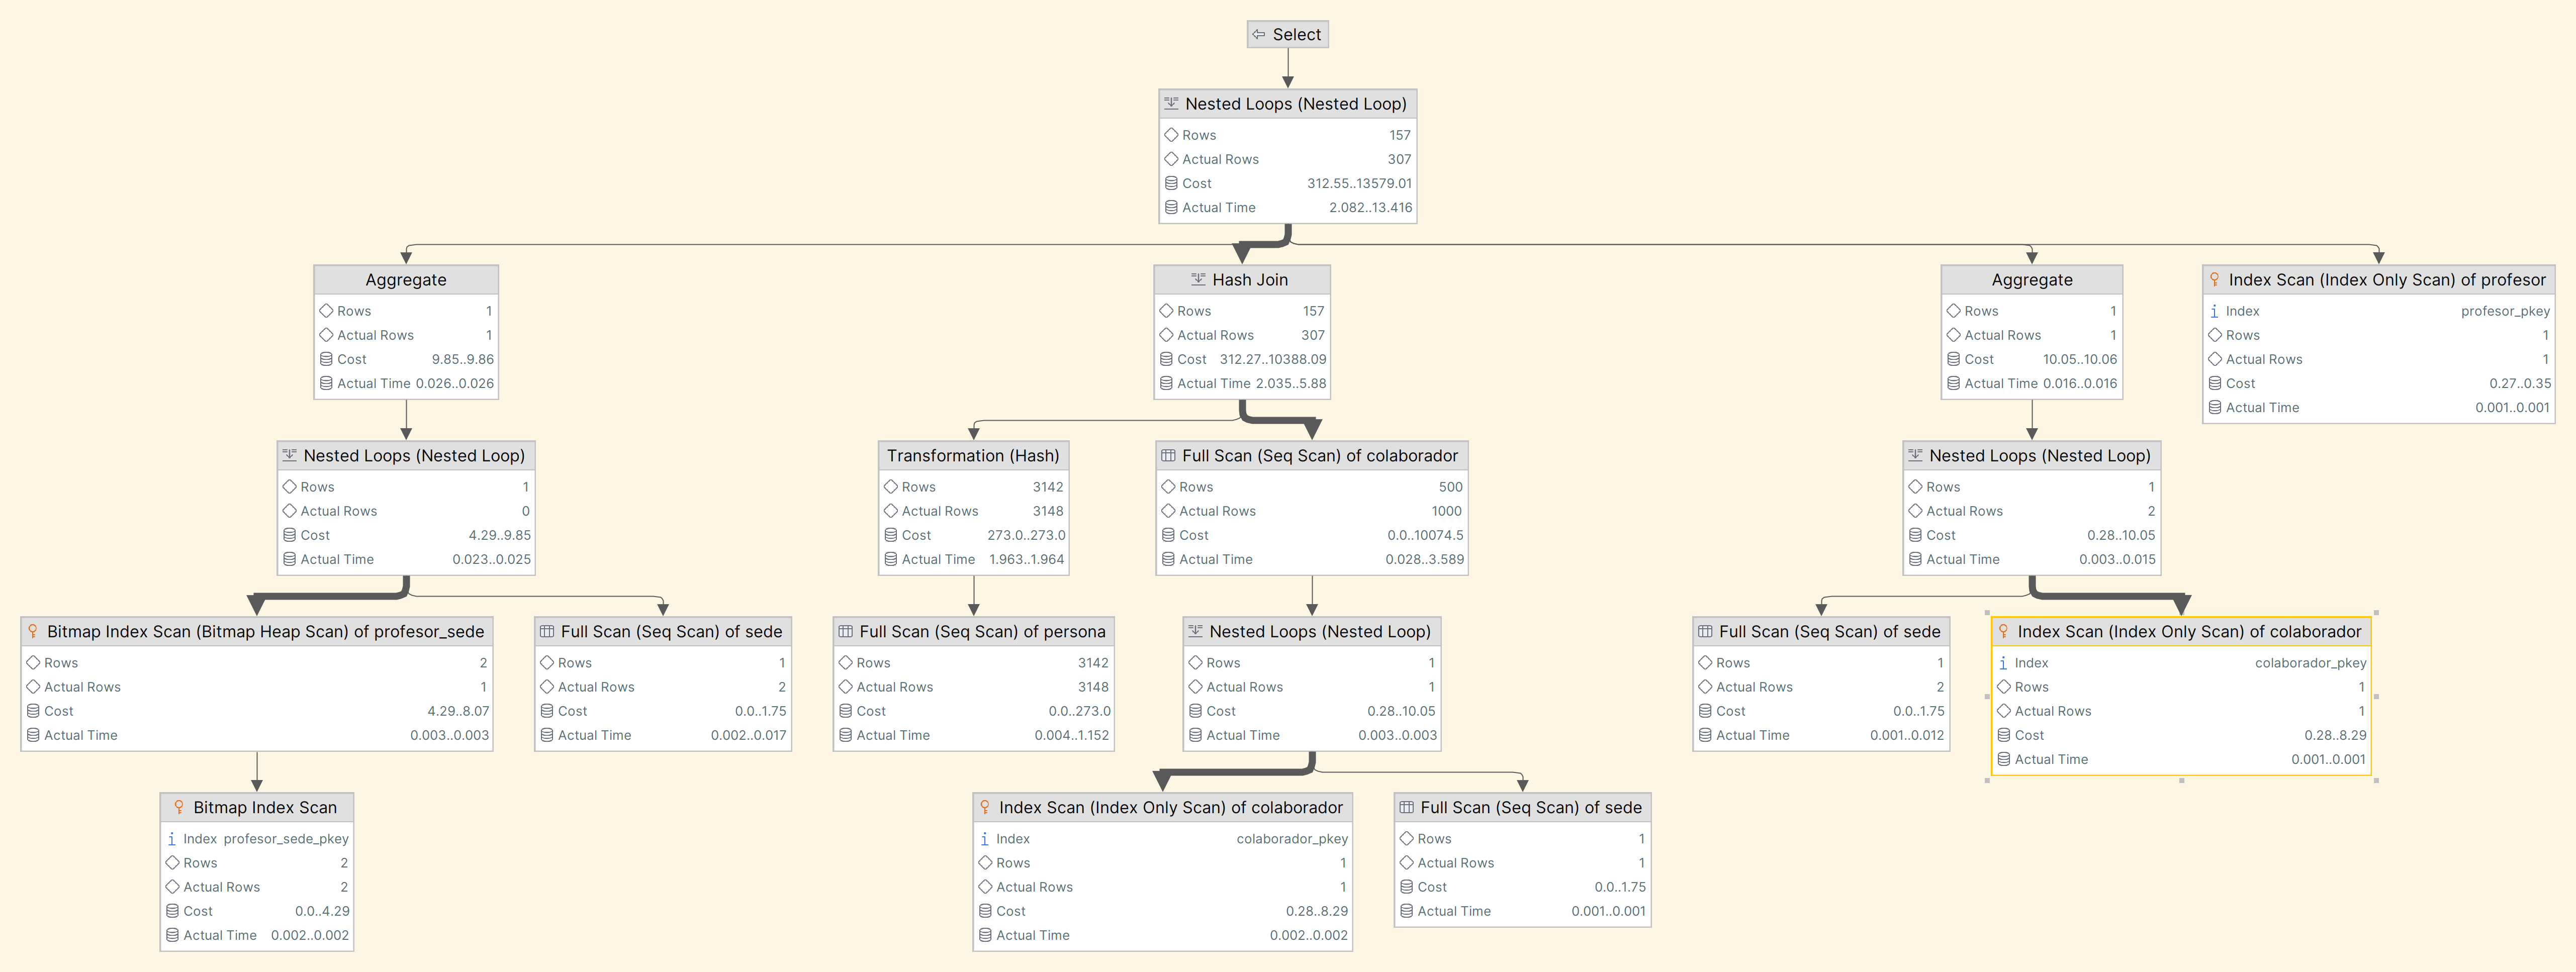 Select
Nested Loops (Nested Loop)
Rows 157
Actual Rows 307
Cost 312.55..13579.01
Actual Time 2.082..13.416
Aggregate
Rows 1
Actual Rows 1
Cost 9.85..9.86
Actual Time 0.026..0.026
Hash Join
Rows 157
Actual Rows 307
Cost 312.27..10388.09
Actual Time 2.035..5.88
Aggregate
Rows 1
Actual Rows 1
Cost 10.05..10.06
Actual Time 0.016..0.016
Index Scan (Index Only Scan) of profesor
Index profesor_pkey
Rows 1
Actual Rows 1
Cost 0.27..0.35
Actual Time 0.001..0.001
Nested Loops (Nested Loop)
Rows 1
Actual Rows 0
Cost 4.29..9.85
Actual Time 0.023..0.025
Transformation (Hash)
Rows 3142
Actual Rows 3148
Cost 273.0..273.0
Actual Time 1.963..1.964
Full Scan (Seq Scan) of colaborador
Rows 500
Actual Rows 1000
Cost 0.0..10074.5
Actual Time 0.028..3.589
Nested Loops (Nested Loop)
Rows 1
Actual Rows 2
Cost 0.28..10.05
Actual Time 0.003..0.015
Bitmap Index Scan (Bitmap Heap Scan) of profesor_sede
Rows 2
Actual Rows 1
Cost 4.29..8.07
Actual Time 0.003..0.003
Full Scan (Seq Scan) of sede
Rows 1
Actual Rows 2
Cost 0.0..1.75
Actual Time 0.002..0.017
Full Scan (Seq Scan) of persona
Rows 3142
Actual Rows 3148
Cost 0.0..273.0
Actual Time 0.004..1.152
Nested Loops (Nested Loop)
Rows 1
Actual Rows 1
Cost 0.28..10.05
Actual Time 0.003..0.003
Full Scan (Seq Scan) of sede
Rows 1
Actual Rows 2
Cost 0.0..1.75
Actual Time 0.001..0.012
Index Scan (Index Only Scan) of colaborador
Index colaborador_pkey
Rows 1
Actual Rows 1
Cost 0.28..8.29
Actual Time 0.001..0.001
Bitmap Index Scan
Index profesor_sede_pkey
Rows 2
Actual Rows 2
Cost 0.0..4.29
Actual Time 0.002..0.002
Index Scan (Index Only Scan) of colaborador
Index colaborador_pkey
Rows 1
Actual Rows 1
Cost 0.28..8.29
Actual Time 0.002..0.002
Full Scan (Seq Scan) of sede
Rows 1
Actual Rows 1
Cost 0.0..1.75
Actual Time 0.001..0.001